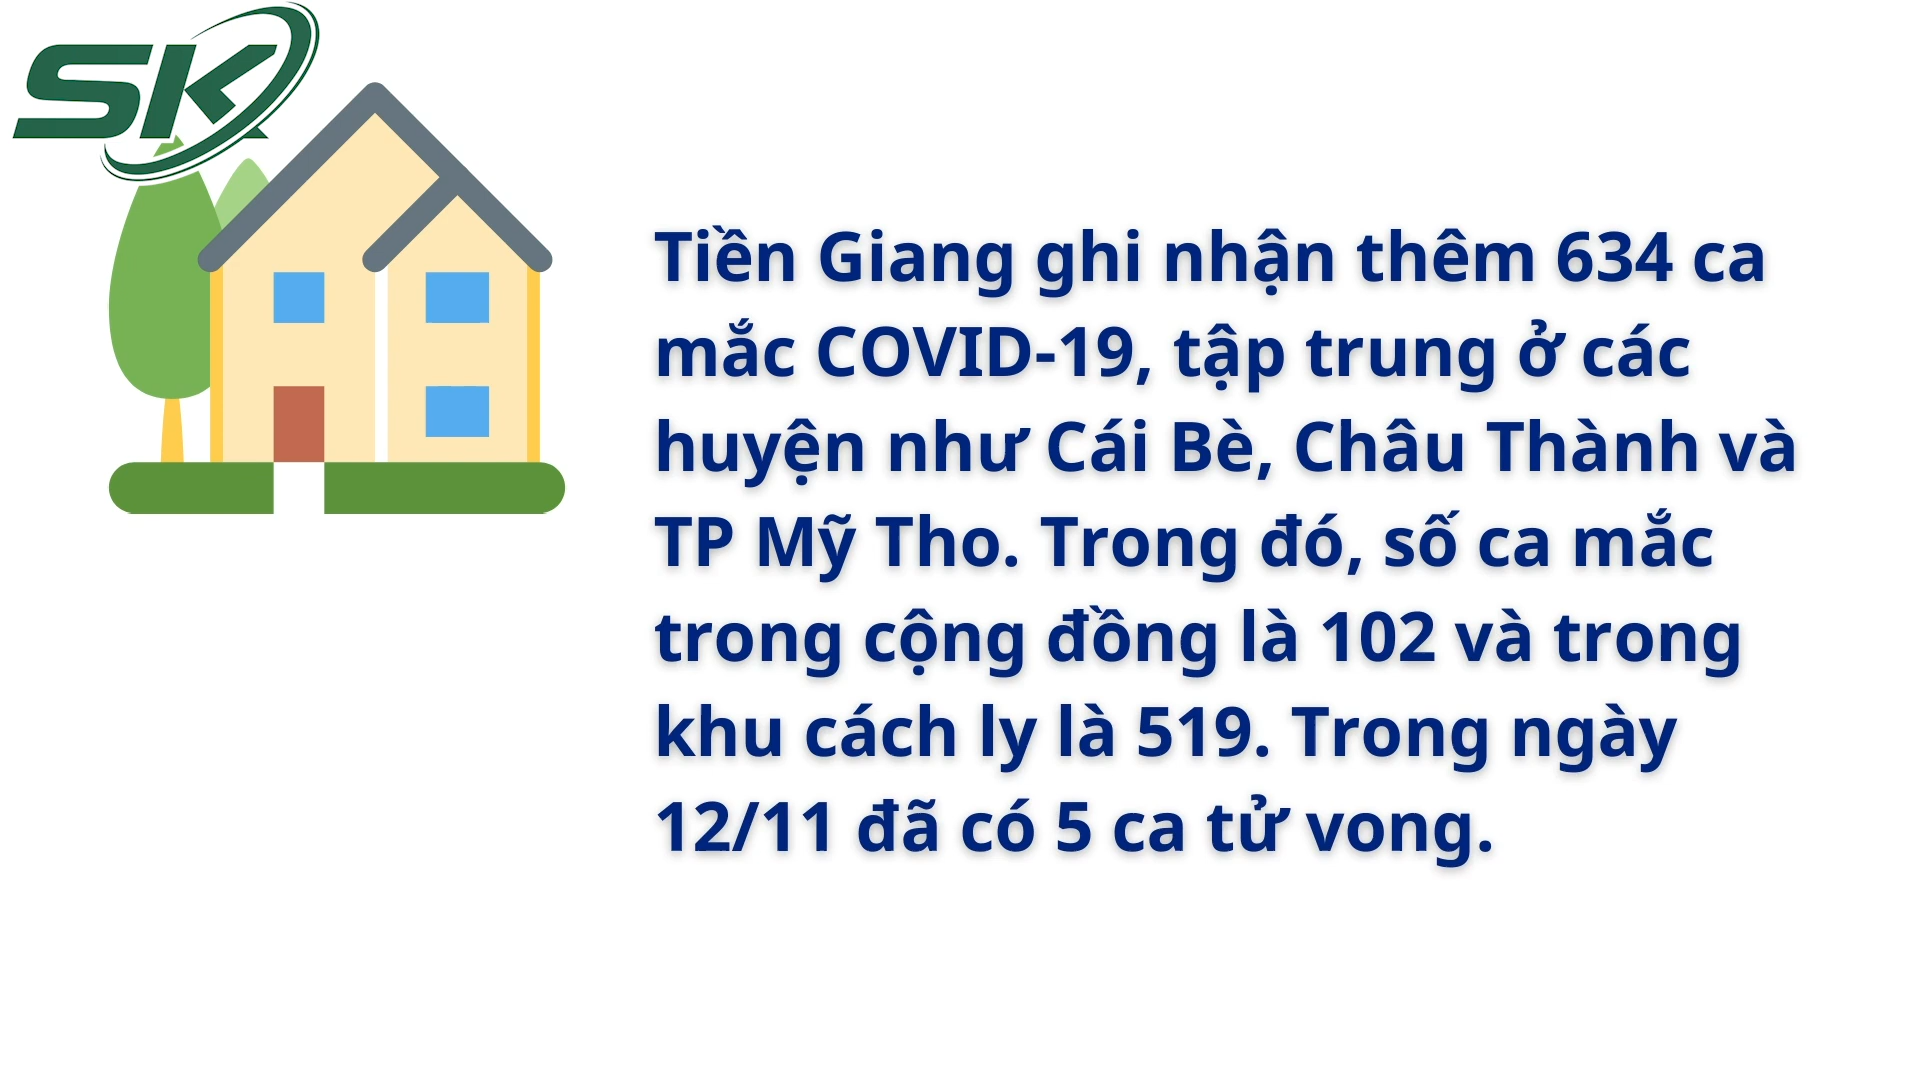 SK
Tiền Giang ghi nhận thêm 634 ca
mắc COVID-19, tập trung ở các
huyện như Cái Bè, Châu Thành và
TP Mỹ Tho. Trong đó, số ca mắc
trong cộng đồng là 102 và trong
khu cách ly là 519. Trong ngày
12/11 đã có 5 ca tử vong.